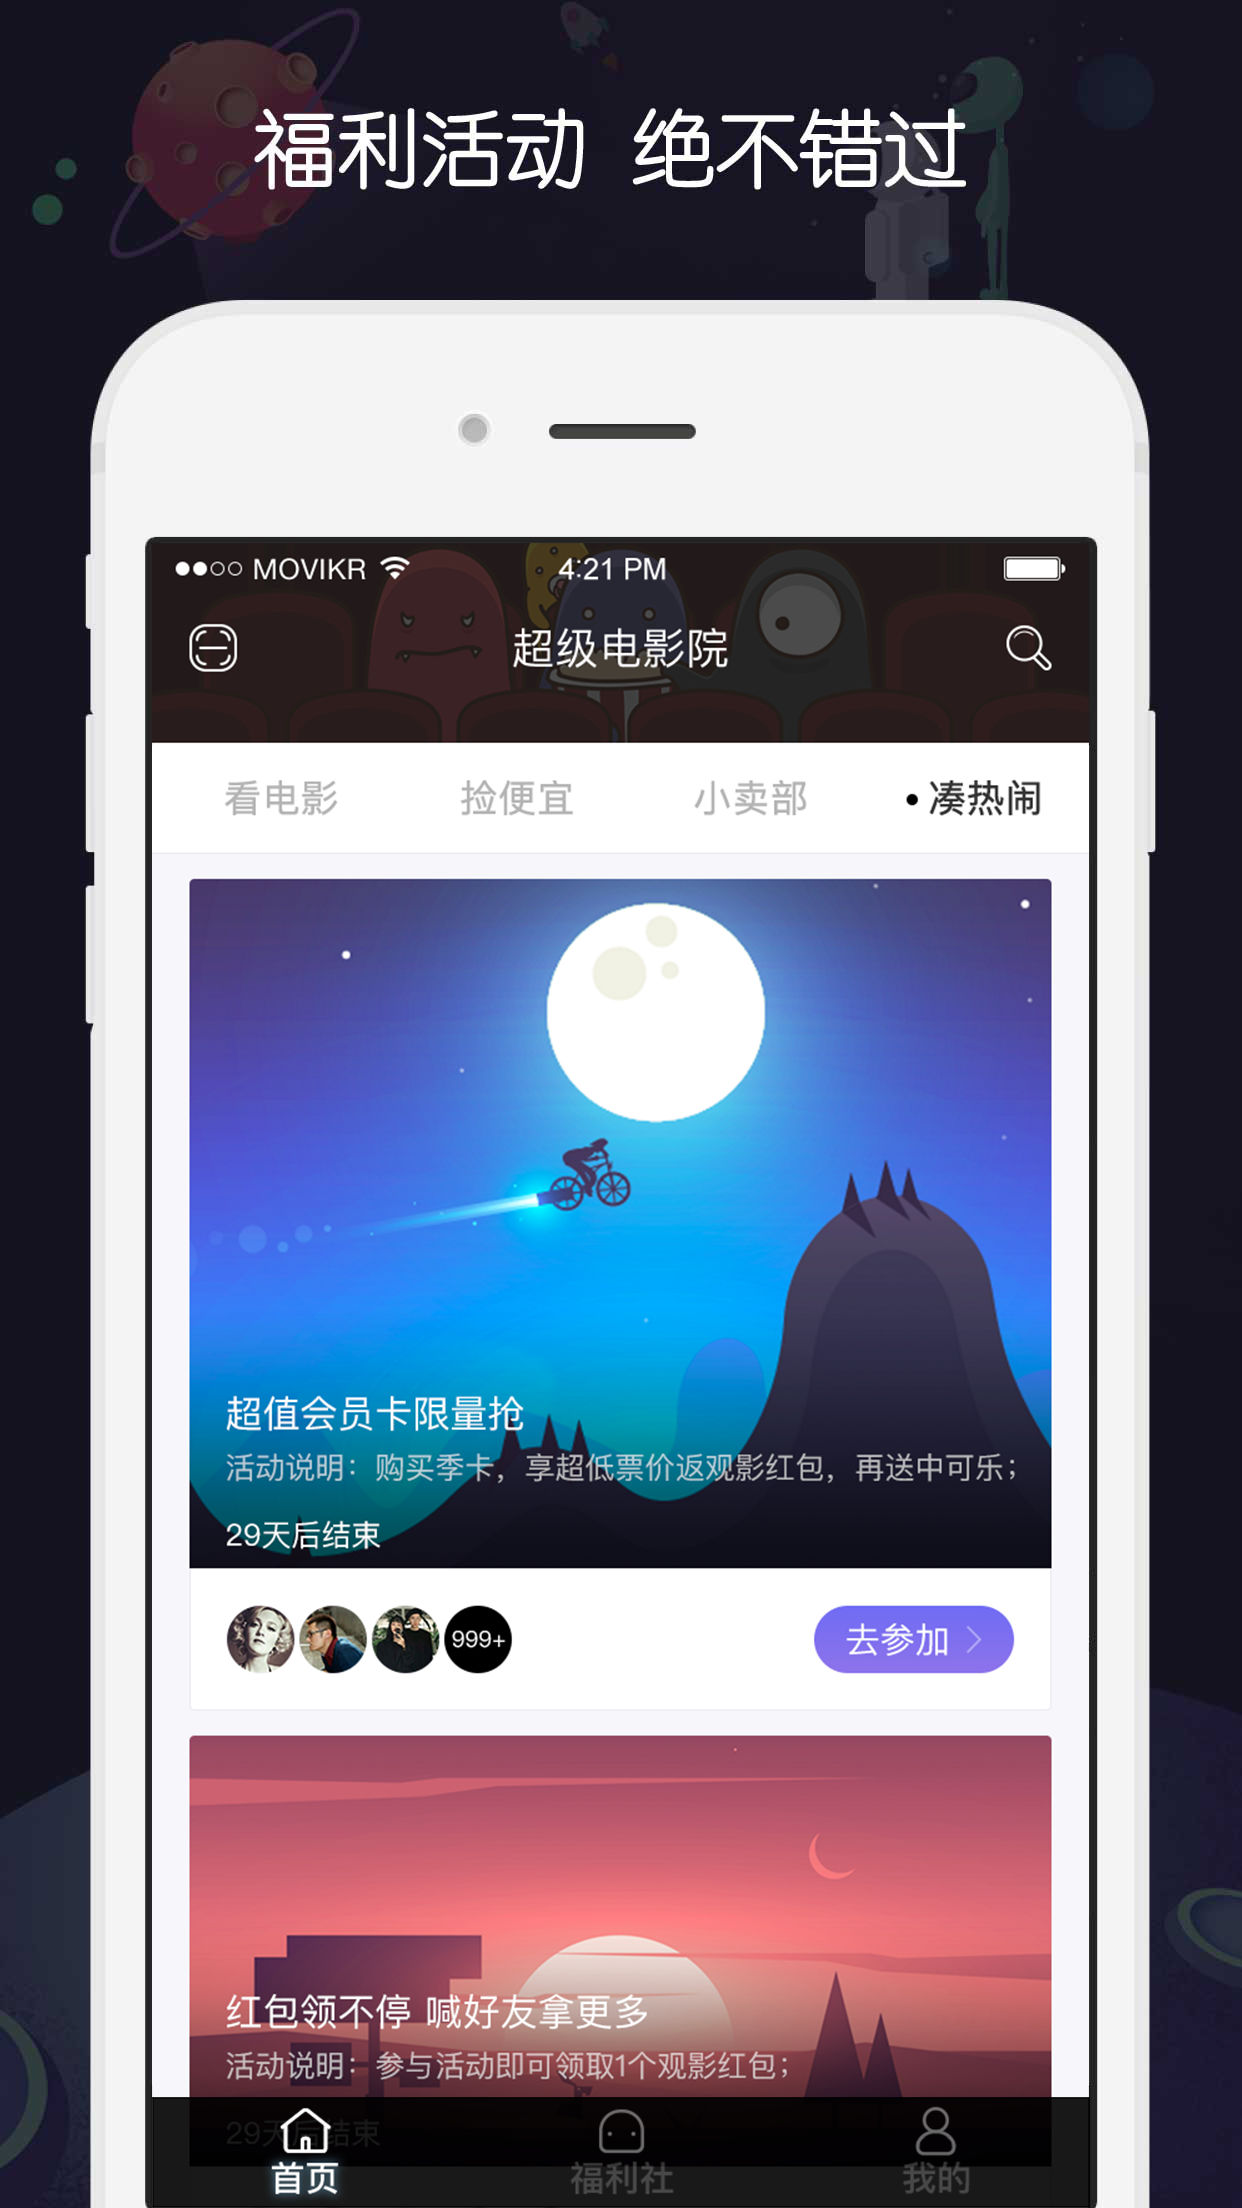 福利活动 绝不错过
MOVIKR 4:21 PM
超级电影院
看电影 捡便宜 小卖部 • 凑热闹
超值会员卡限量抢
活动说明：购买季卡，享超低票价返观影红包，再送中可乐；
29天后结束
999+ 去参加
红包领不停 喊好友拿更多
活动说明：参与活动即可领取1个观影红包；
29天后结束
首页 福利社 我的